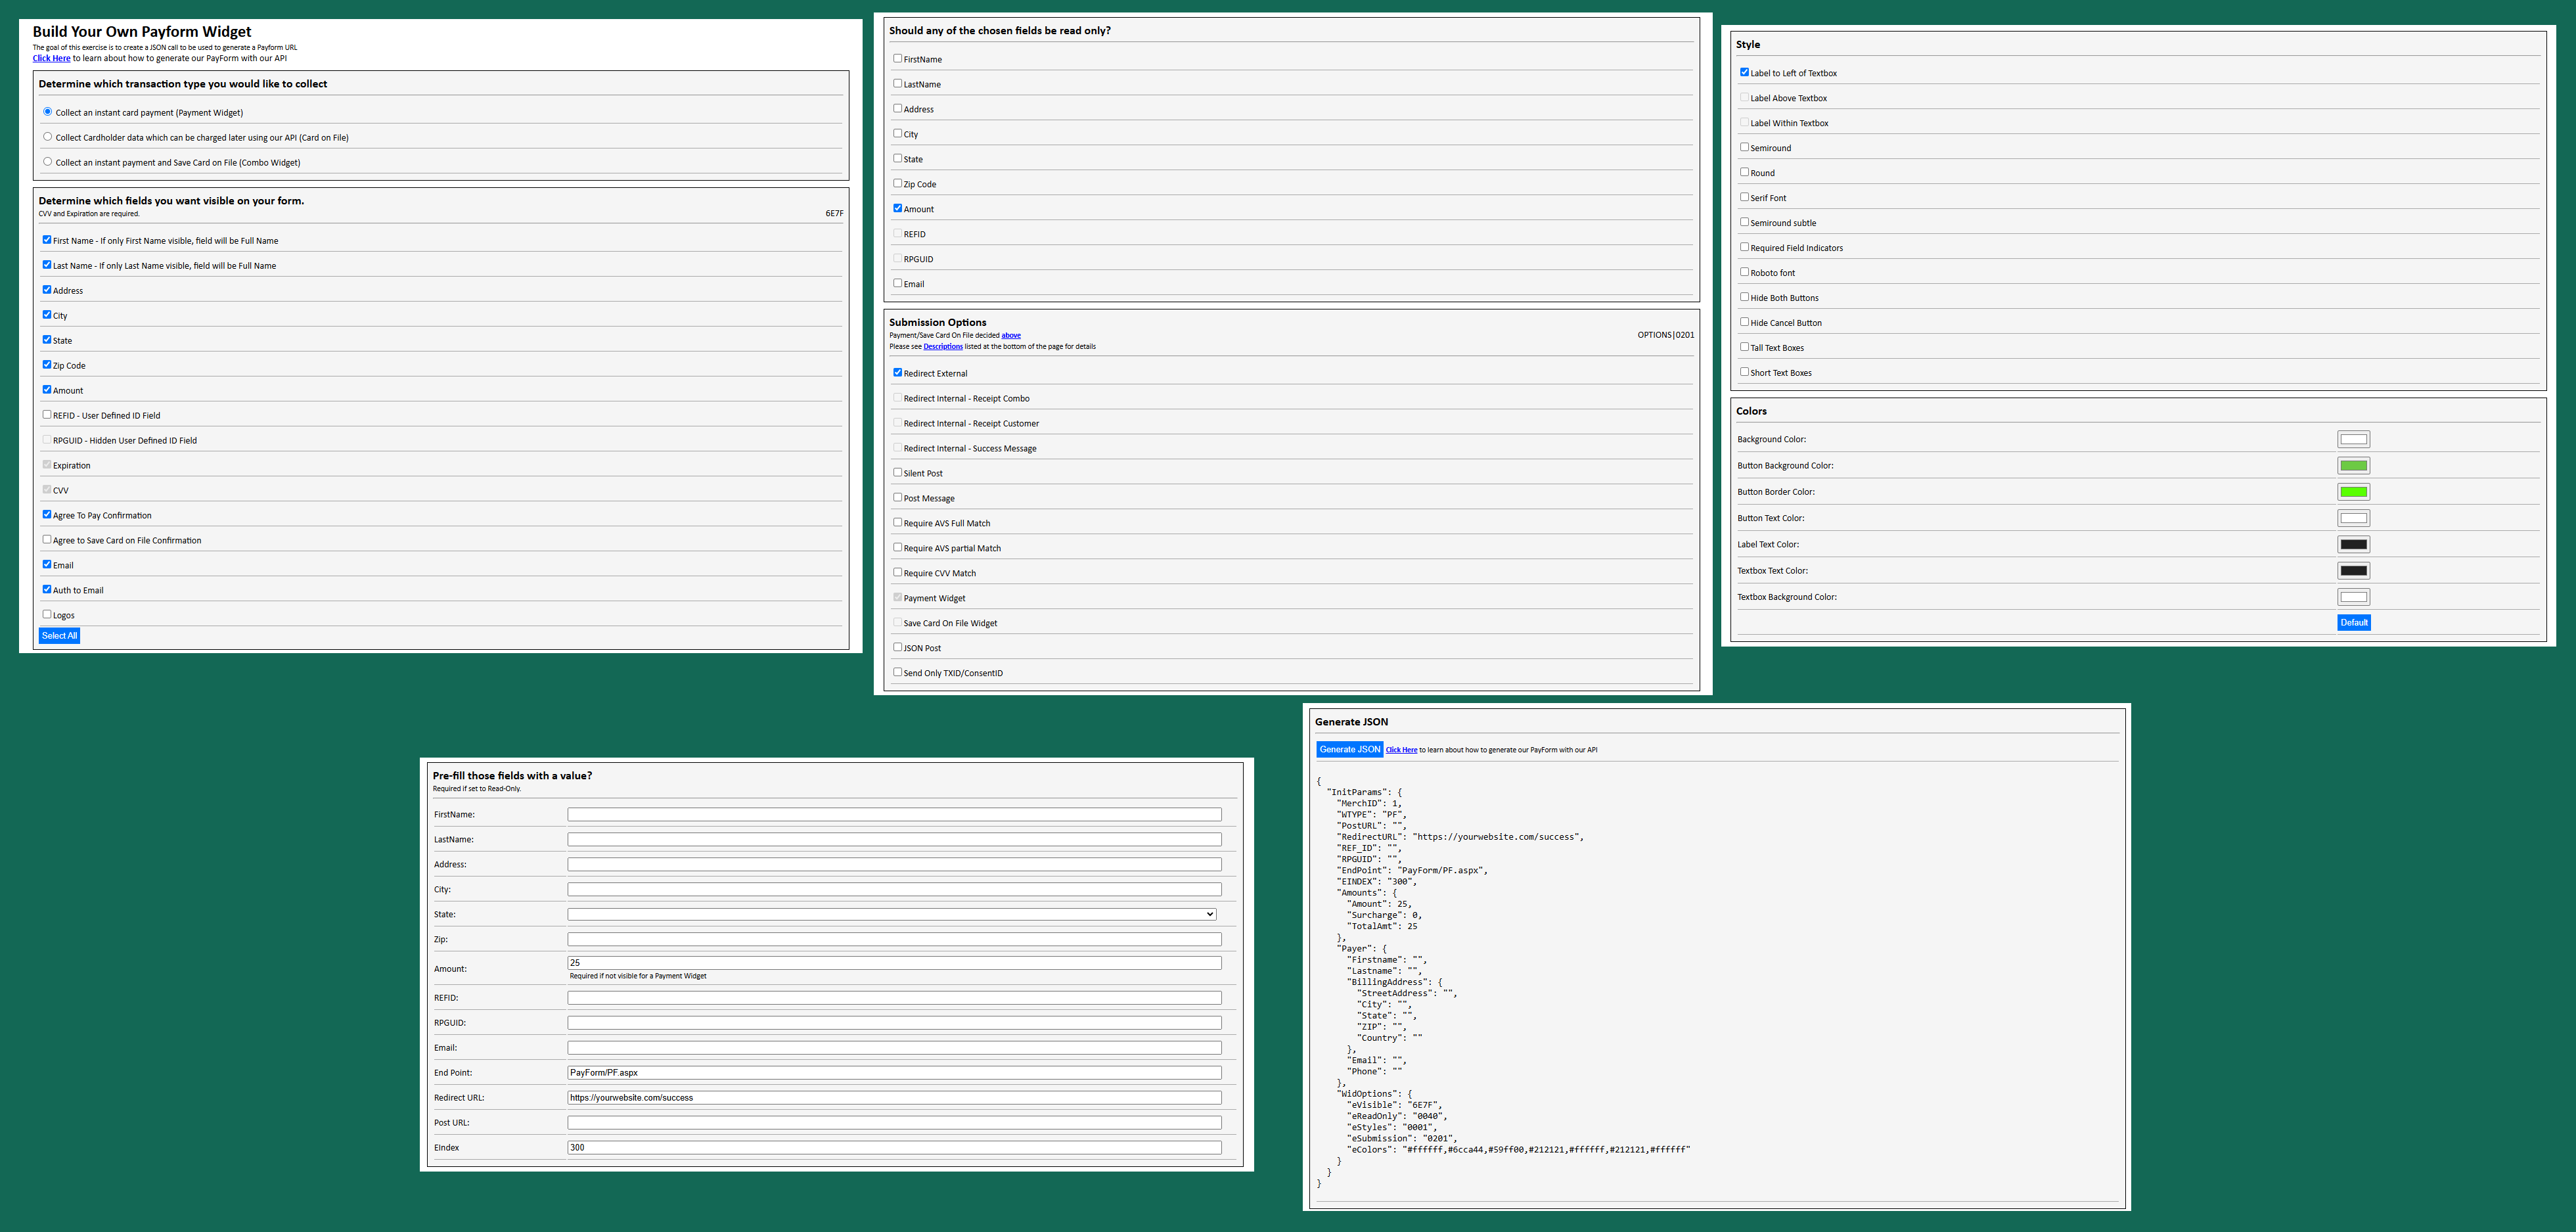 Build Your Own Payform Widget
The goal of this exercise is to create a JSON call to be used to generate a Payform URL
Click Here to learn about how to generate our PayForm with our API
Determine which transaction type you would like to collect
Collect an instant card payment (Payment Widget)
Collect Cardholder data which can be charged later using our API (Card on File)
Collect an instant payment and Save Card on File (Combo Widget)
Determine which fields you want visible on your form.
CVV and Expiration are required. 6E7F
First Name - If only First Name visible, field will be Full Name
Last Name - If only Last Name visible, field will be Full Name
Address
City
State
Zip Code
Amount
REFID - User Defined ID Field
RPGUID - Hidden User Defined ID Field
Expiration
CVV
Agree To Pay Confirmation
Agree to Save Card on File Confirmation
Email
Auth to Email
Logos
Select All
Should any of the chosen fields be read only?
FirstName
LastName
Address
City
State
Zip Code
Amount
REFID
RPGUID
Email
Submission Options
Payment/Save Card On File decided above OPTIONS|0201
Please see Descriptions listed at the bottom of the page for details
Redirect External
Redirect Internal - Receipt Combo
Redirect Internal - Receipt Customer
Redirect Internal - Success Message
Silent Post
Post Message
Require AVS Full Match
Require AVS partial Match
Require CVV Match
Payment Widget
Save Card On File Widget
JSON Post
Send Only TXID/ConsentID
Style
Label to Left of Textbox
Label Above Textbox
Label Within Textbox
Semiround
Round
Serif Font
Semiround subtle
Required Field Indicators
Roboto font
Hide Both Buttons
Hide Cancel Button
Tall Text Boxes
Short Text Boxes
Colors
Background Color:
Button Background Color:
Button Border Color:
Button Text Color:
Label Text Color:
Textbox Text Color:
Textbox Background Color:
Default
Pre-fill those fields with a value?
Required if set to Read-Only.
FirstName:
LastName:
Address:
City:
State:
Zip:
Amount: 25
Required if not visible for a Payment Widget
REFID:
RPGUID:
Email:
End Point: PayForm/PF.aspx
Redirect URL: https://yourwebsite.com/success
Post URL:
EIndex 300
Generate JSON
Generate JSON Click Here to learn about how to generate our PayForm with our API
{
"InitParams": {
"MerchID": 1,
"WTYPE": "PF",
"PostURL": "",
"RedirectURL": "https://yourwebsite.com/success",
"REF_ID": "",
"RPGUID": "",
"EndPoint": "PayForm/PF.aspx",
"EINDEX": "300",
"Amounts": {
"Amount": 25,
"Surcharge": 0,
"TotalAmt": 25
},
"Payer": {
"Firstname": "",
"Lastname": "",
"BillingAddress": {
"StreetAddress": "",
"City": "",
"State": "",
"ZIP": "",
"Country": ""
},
"Email": "",
"Phone": ""
},
"WidOptions": {
"eVisible": "6E7F",
"eReadOnly": "0040",
"eStyles": "0001",
"eSubmission": "0201",
"eColors": "#ffffff,#6cca44,#59ff00,#212121,#ffffff,#212121,#ffffff"
}
}
}